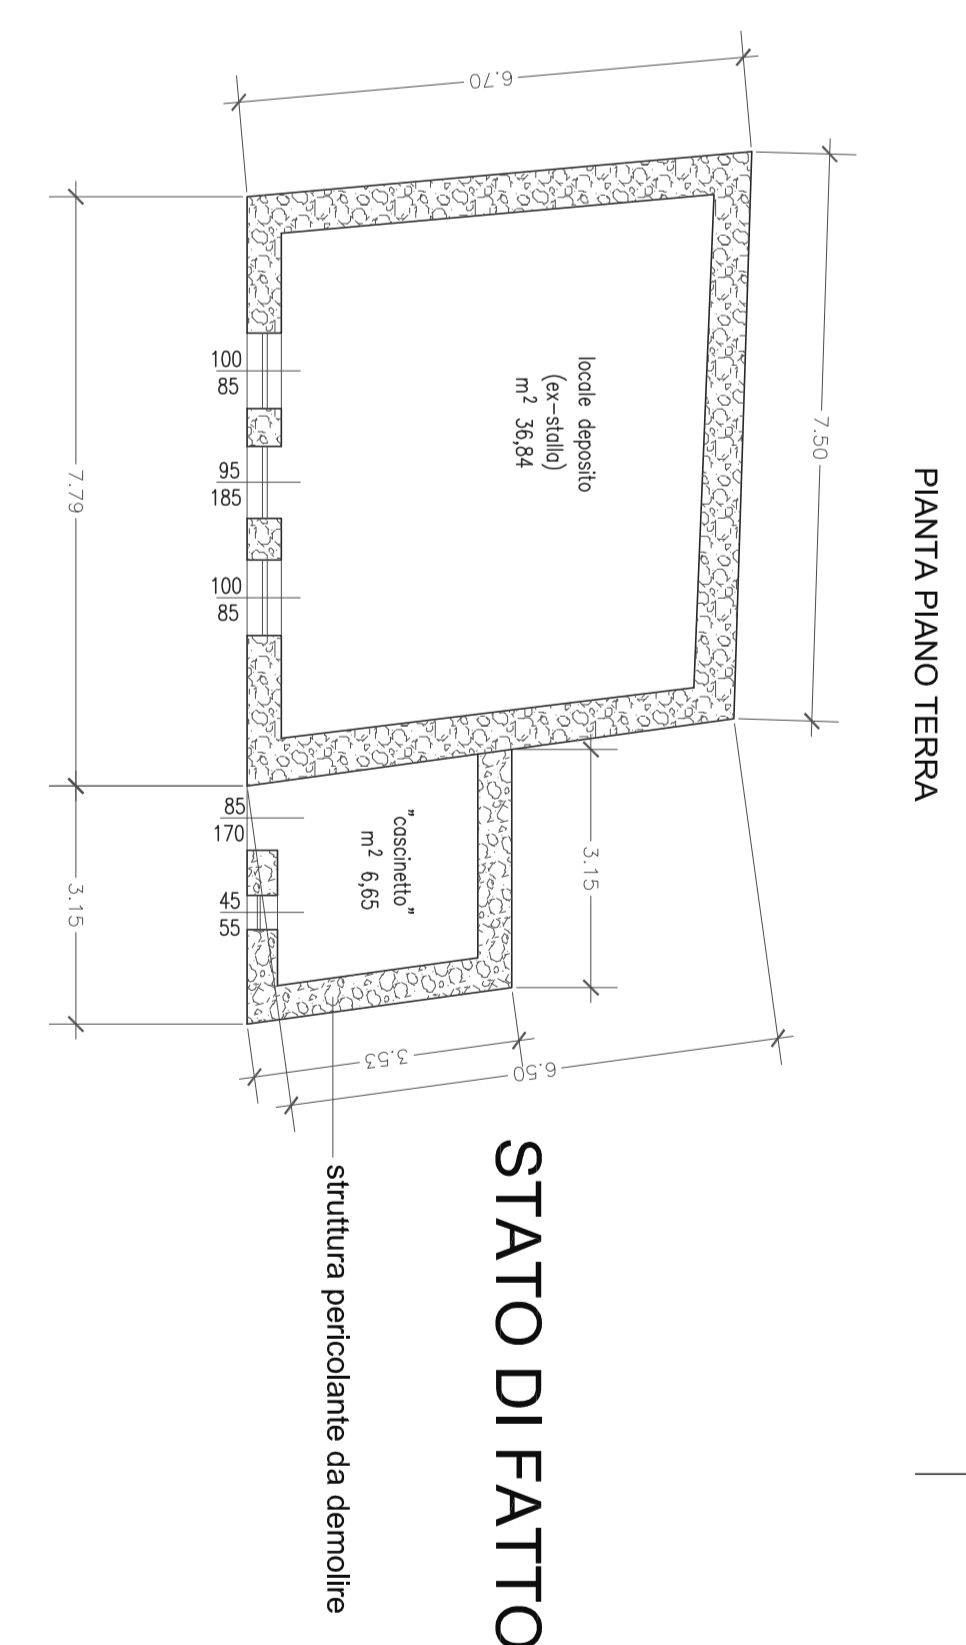 PIANTA PIANO TERRA
7.50
6.70
locale deposito
(ex-stalla)
m² 36,84
100
85
95
185
100
85
7.79
3.15
"cascinetto"
m² 6,65
85
170
45
55
3.15
3.53
6.50
STATO DI FATTO
struttura pericolante da demolire